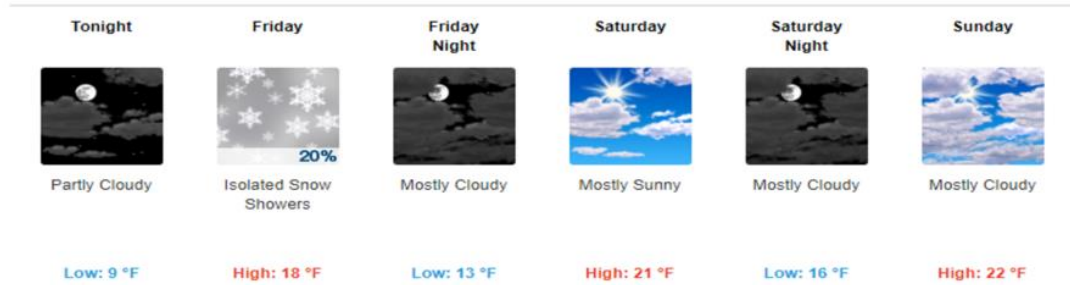 Tonight
Partly Cloudy
Low: 9 °F
Friday
20%
Isolated Snow
Showers
High: 18 °F
Friday
Night
Mostly Cloudy
Low: 13 °F
Saturday
Mostly Sunny
High: 21 °F
Saturday
Night
Mostly Cloudy
Low: 16 °F
Sunday
Mostly Cloudy
High: 22 °F